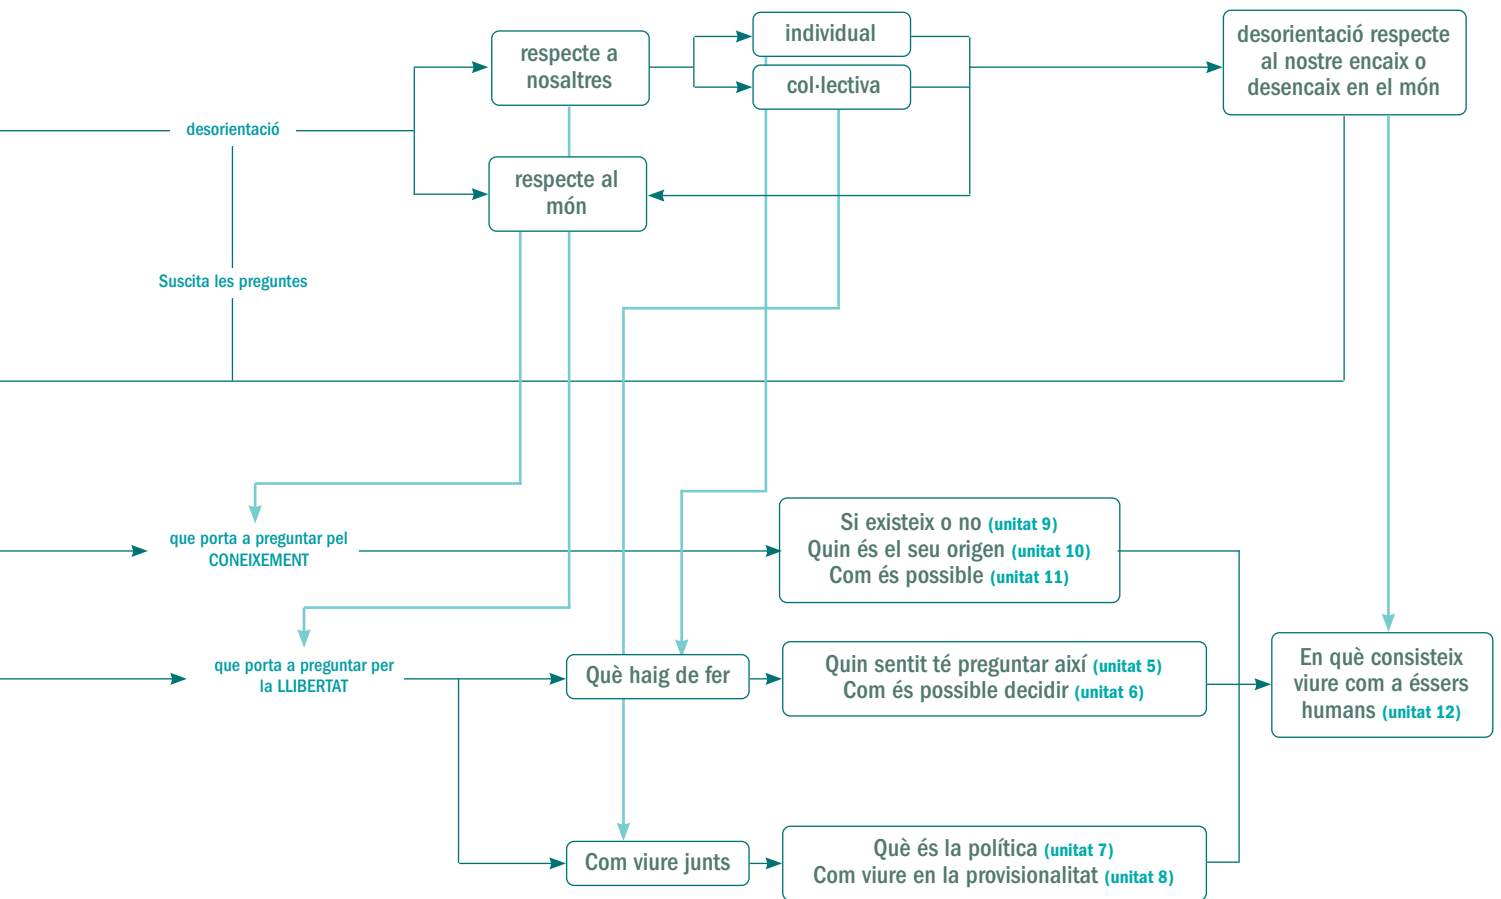 respecte a
nosaltres
individual
col·lectiva
desorientació respecte
al nostre encaix o
desencaix en el món
desorientació
respecte al
món
Suscita les preguntes
que porta a preguntar pel
CONEIXEMENT
Si existeix o no (unitat 9)
Quin és el seu origen (unitat 10)
Com és possible (unitat 11)
que porta a preguntar per
la LLIBERTAT
Què haig de fer
Quin sentit té preguntar així (unitat 5)
Com és possible decidir (unitat 6)
En què consisteix
viure com a éssers
humans (unitat 12)
Com viure junts
Què és la política (unitat 7)
Com viure en la provisionalitat (unitat 8)